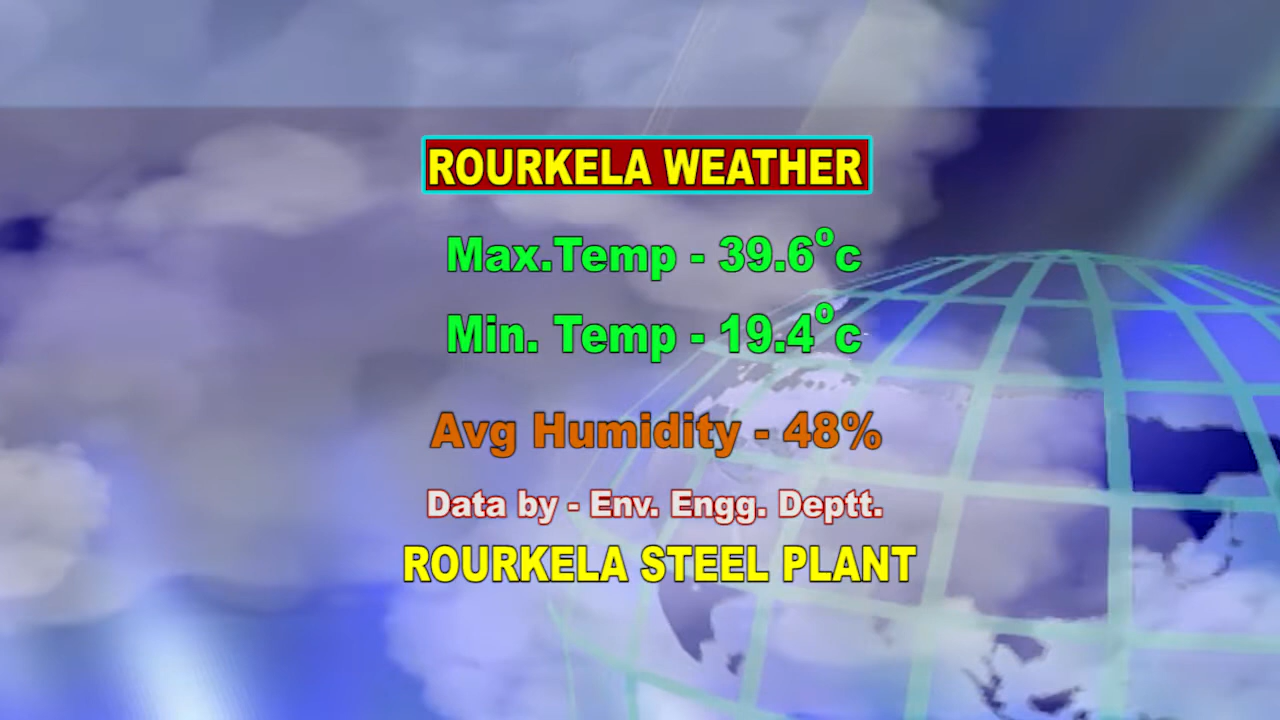 ROURKELA WEATHER
Max.Temp - 39.6°c
Min. Temp - 19.4°c
Avg Humidity - 48%
Data by - Env. Engg. Deptt.
ROURKELA STEEL PLANT